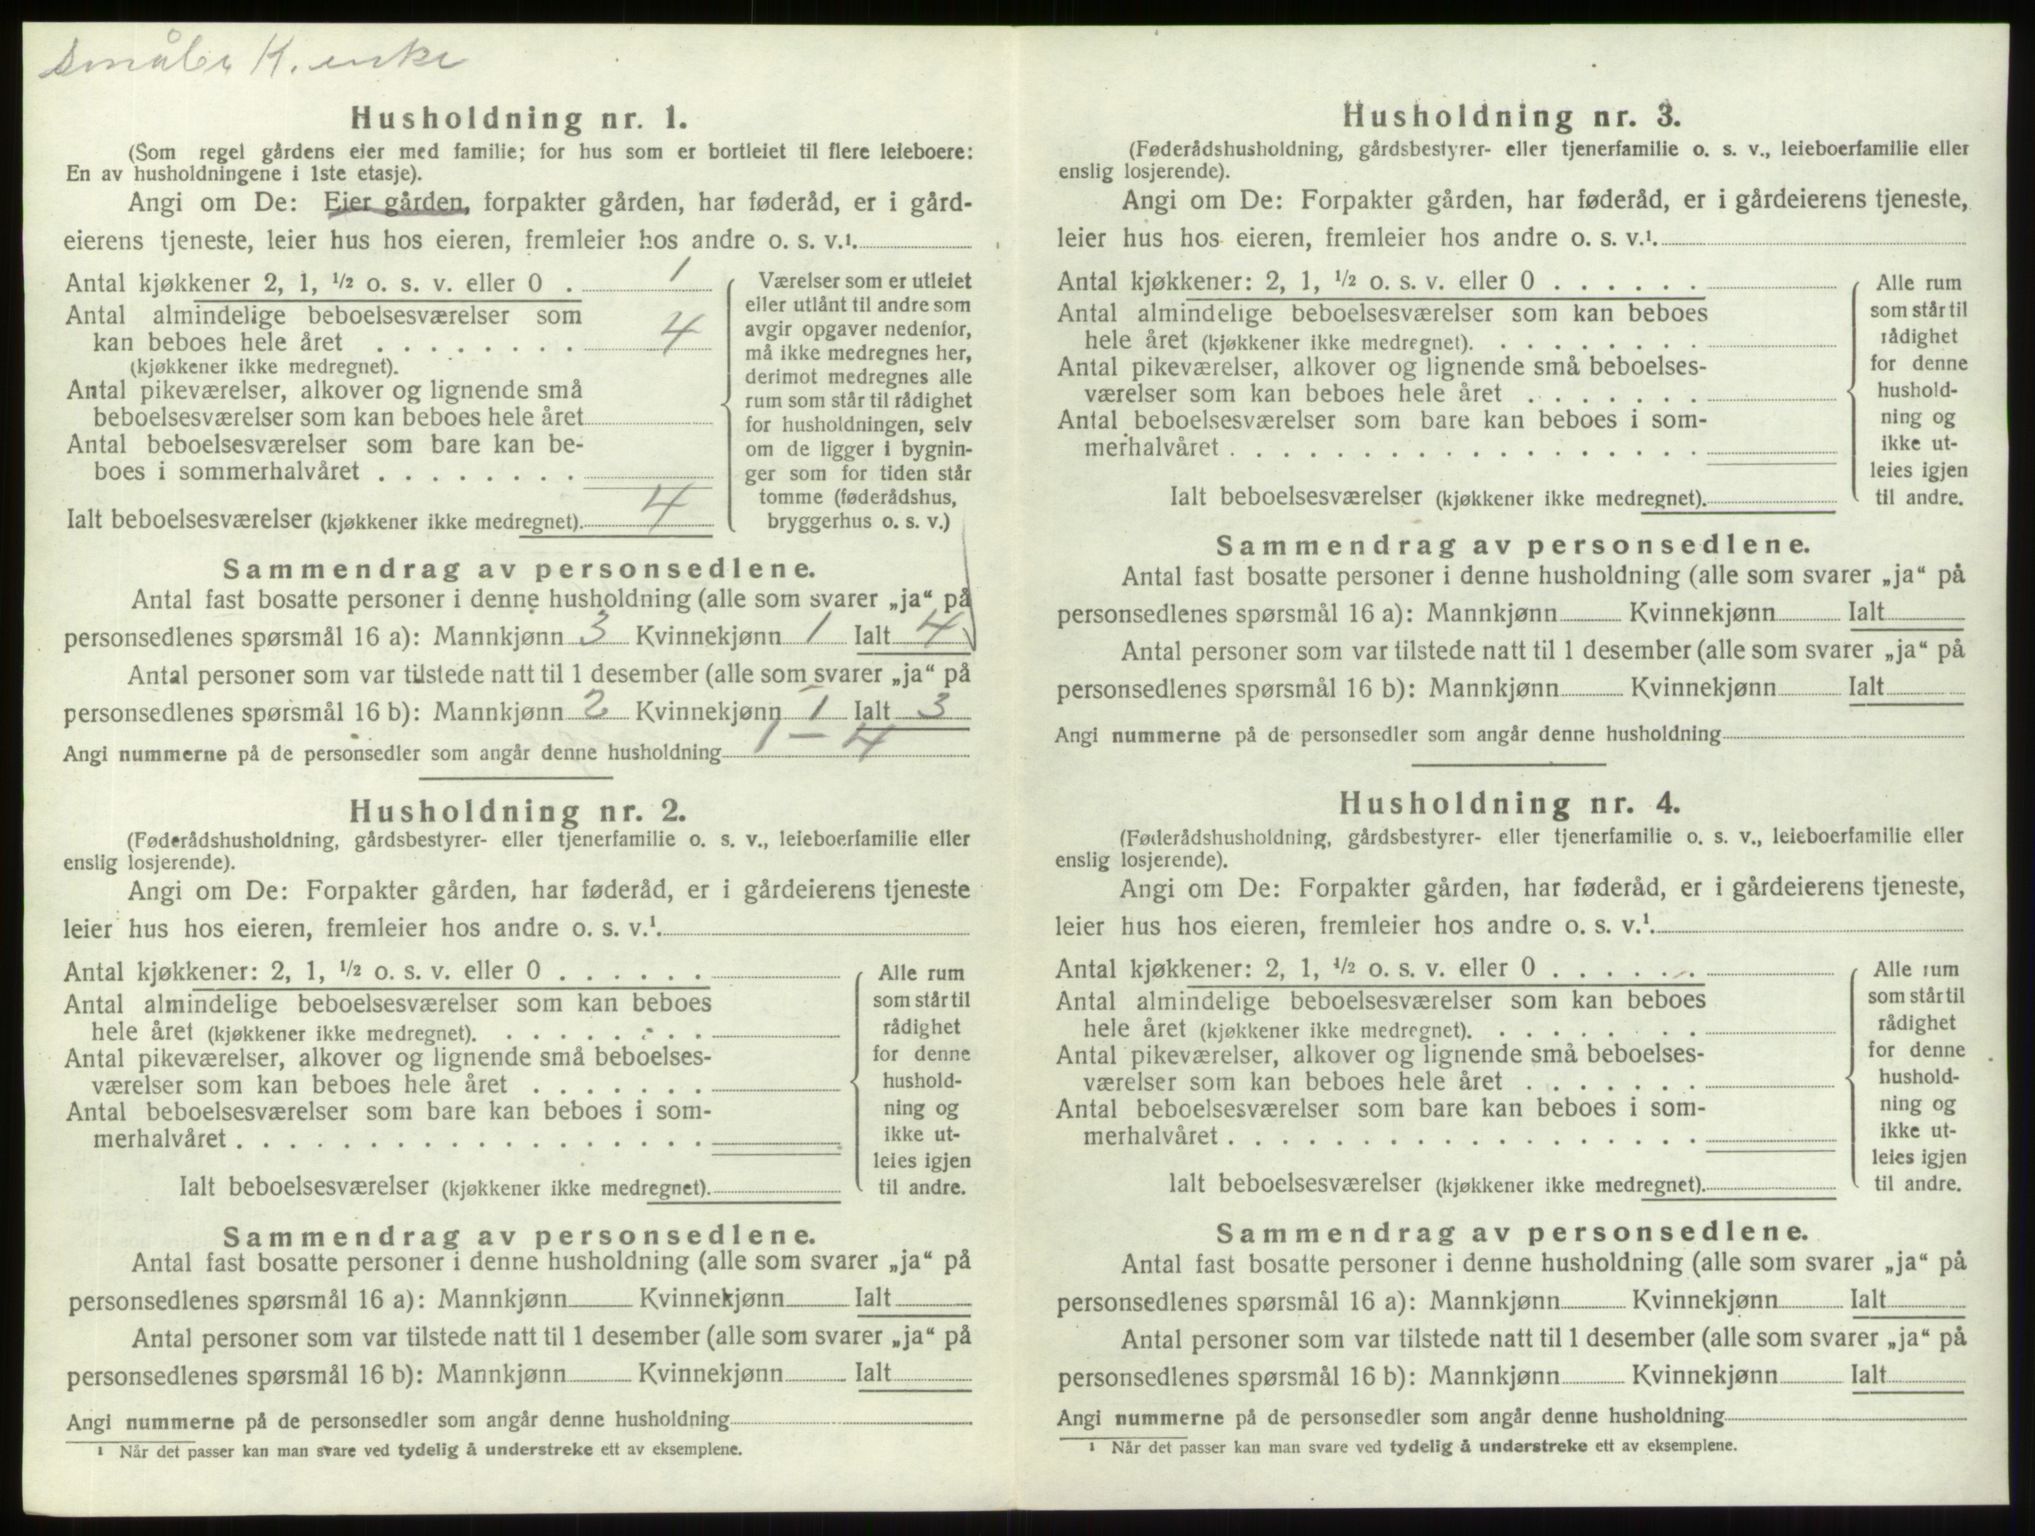 småbr. K. enke
Husholdning nr. 1.
(Som regel gårdens eier med familie; for hus som er bortleiet til flere leieboere:
En av husholdningene i 1ste etasje).
Angi om De: Eier gården, forpakter gården, har føderåd, er i gård-
eierens tjeneste, leier hus hos eieren, fremleier hos andre o. s. v.¹
Antal kjøkkener 2, 1, ½ o. s. v. eller 0 . 1
Antal almindelige beboelsesværelser som
kan beboes hele året . . . . . . . . 4
(kjøkkener ikke medregnet).
Antal pikeværelser, alkover og lignende små
beboelsesværelser som kan beboes hele året
Antal beboelsesværelser som bare kan be-
boes i sommerhalvåret . . . . . . . .
Ialt beboelsesværelser (kjøkkener ikke medregnet). 4
Værelser som er utleiet
eller utlånt til andre som
avgir opgaver nedenfor,
må ikke medregnes her,
derimot medregnes alle
rum som står til rådighet
for husholdningen, selv
om de ligger i bygnin-
ger som for tiden står
tomme (føderådshus,
bryggerhus o. s. v.)
Sammendrag av personsedlene.
Antal fast bosatte personer i denne husholdning (alle som svarer „ja“ på
personsedlenes spørsmål 16 a): Mannkjønn 3 Kvinnekjønn 1 Ialt 4
Antal personer som var tilstede natt til 1 desember (alle som svarer „ja“ på
personsedlenes spørsmål 16 b): Mannkjønn 2 Kvinnekjønn 1 Ialt 3
Angi nummerne på de personsedler som angår denne husholdning 1 – 4
Husholdning nr. 2.
(Føderådshusholdning, gårdsbestyrer- eller tjenerfamilie o. s. v., leieboerfamilie eller
enslig losjerende).
Angi om De: Forpakter gården, har føderåd, er i gårdeierens tjeneste
leier hus hos eieren, fremleier hos andre o. s. v.¹
Antal kjøkkener: 2, 1, ½ o. s. v. eller 0 . . . . . .
Antal almindelige beboelsesværelser som kan beboes
hele året (kjøkkener ikke medregnet). . . . . . . . .
Antal pikeværelser, alkover og lignende små beboelses-
værelser som kan beboes hele året . . . . . . .
Antal beboelsesværelser som bare kan beboes i som-
merhalvåret . . . . . . . . . . . . . . . . . .
Ialt beboelsesværelser (kjøkkener ikke medregnet).
Alle rum
som står til
rådighet
for denne
hushold-
ning og
ikke ut-
leies igjen
til andre.
Sammendrag av personsedlene.
Antal fast bosatte personer i denne husholdning (alle som svarer „ja“ på
personsedlenes spørsmål 16 a): Mannkjønn Kvinnekjønn Ialt
Antal personer som var tilstede natt til 1 desember (alle som svarer „ja“ på
personsedlenes spørsmål 16 b): Mannkjønn Kvinnekjønn Ialt
Angi nummerne på de personsedler som angår denne husholdning
¹ Når det passer kan man svare ved tydelig å understreke ett av eksemplene.
Husholdning nr. 3.
(Føderådshusholdning, gårdsbestyrer- eller tjenerfamilie o. s. v., leieboerfamilie eller
enslig losjerende).
Angi om De: Forpakter gården, har føderåd, er i gårdeierens tjeneste,
leier hus hos eieren, fremleier hos andre o. s. v.¹
Antal kjøkkener: 2, 1, ½ o. s. v. eller 0 . . . . . .
Antal almindelige beboelsesværelser som kan beboes
hele året (kjøkkener ikke medregnet). . . . . . . . .
Antal pikeværelser, alkover og lignende små beboelses-
værelser som kan beboes hele året . . . . . . .
Antal beboelsesværelser som bare kan beboes i som-
merhalvåret . . . . . . . . . . . . . . . . . .
Ialt beboelsesværelser (kjøkkener ikke medregnet).
Alle rum
som står til
rådighet
for denne
hushold-
ning og
ikke ut-
leies igjen
til andre.
Sammendrag av personsedlene.
Antal fast bosatte personer i denne husholdning (alle som svarer „ja“ på
personsedlenes spørsmål 16 a): Mannkjønn Kvinnekjønn Ialt
Antal personer som var tilstede natt til 1 desember (alle som svarer „ja“ på
personsedlenes spørsmål 16 b): Mannkjønn Kvinnekjønn Ialt
Angi nummerne på de personsedler som angår denne husholdning
Husholdning nr. 4.
(Føderådshusholdning, gårdsbestyrer- eller tjenerfamilie o. s. v., leieboerfamilie eller
enslig losjerende).
Angi om De: Forpakter gården, har føderåd, er i gårdeierens tjeneste,
leier hus hos eieren, fremleier hos andre o. s. v.¹
Antal kjøkkener: 2, 1, ½ o. s. v. eller 0 . . . . . .
Antal almindelige beboelsesværelser som kan beboes
hele året (kjøkkener ikke medregnet). . . . . . . . .
Antal pikeværelser, alkover og lignende små beboelses-
værelser som kan beboes hele året . . . . . . .
Antal beboelsesværelser som bare kan beboes i som-
merhalvåret . . . . . . . . . . . . . . . . . .
Ialt beboelsesværelser (kjøkkener ikke medregnet).
Alle rum
som står til
rådighet
for denne
hushold-
ning og
ikke ut-
leies igjen
til andre.
Sammendrag av personsedlene.
Antal fast bosatte personer i denne husholdning (alle som svarer „ja“ på
personsedlenes spørsmål 16 a): Mannkjønn Kvinnekjønn Ialt
Antal personer som var tilstede natt til 1 desember (alle som svarer „ja“ på
personsedlenes spørsmål 16 b): Mannkjønn Kvinnekjønn Ialt
Angi nummerne på de personsedler som angår denne husholdning
¹ Når det passer kan man svare ved tydelig å understreke ett av eksemplene.